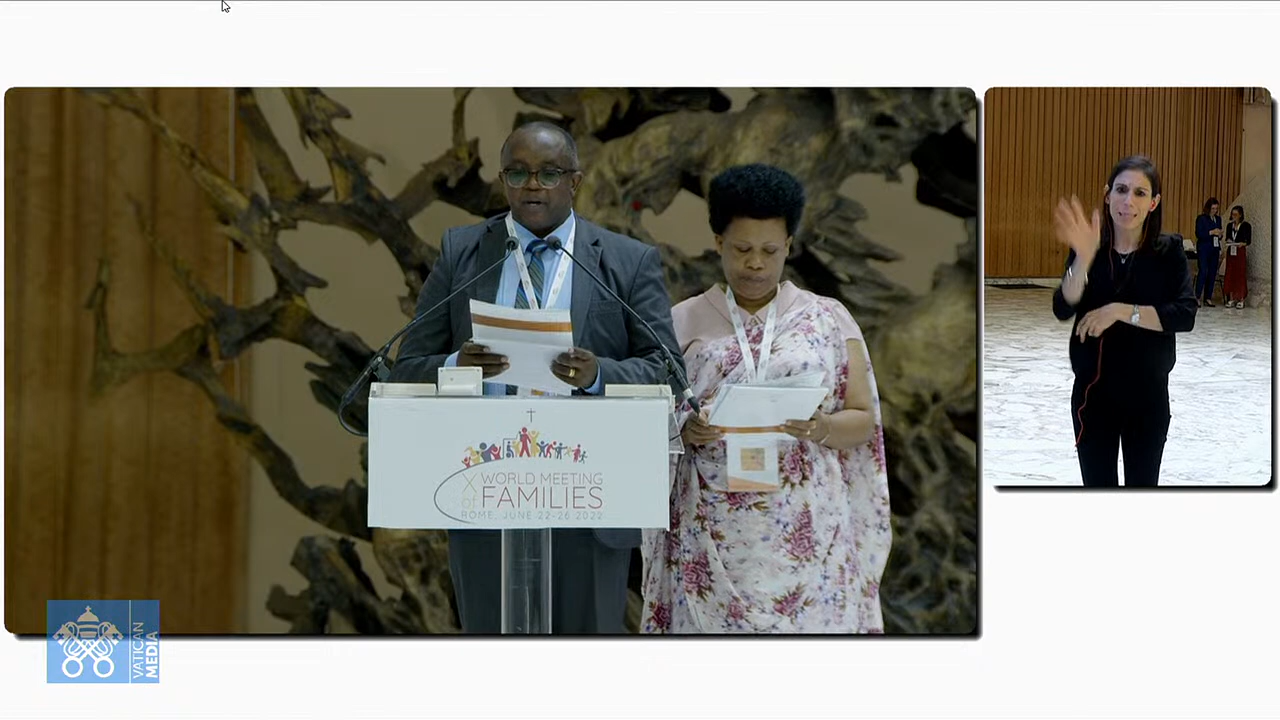 X WORLD MEETING
of FAMILIES
ROME, JUNE 22-26 2022
VATICAN
MEDIA